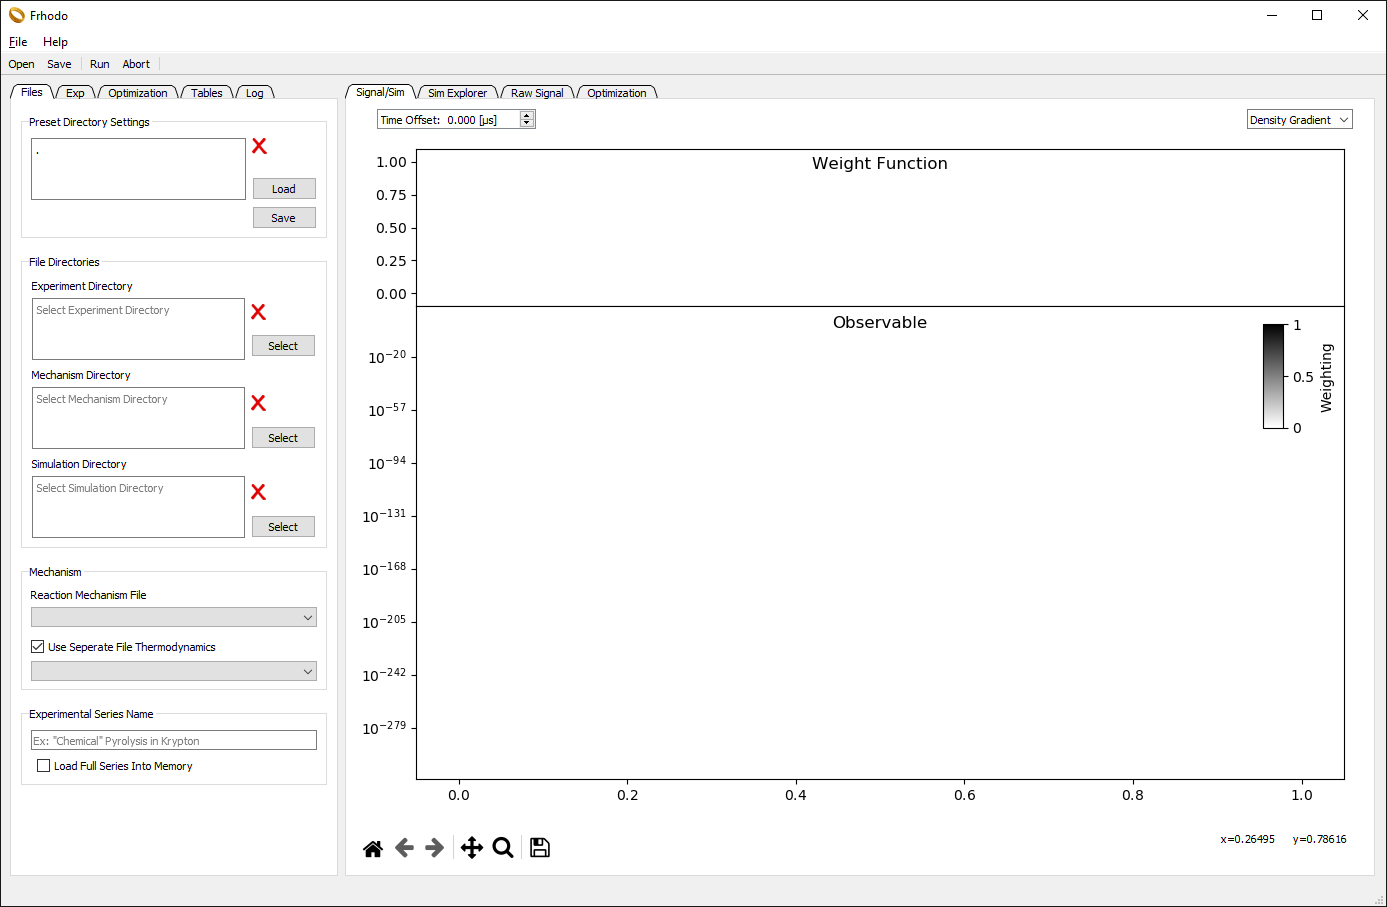 Frhodo
File Help
Open Save Run Abort
Files Exp Optimization Tables Log
Preset Directory Settings
.
Load
Save
File Directories
Experiment Directory
Select Experiment Directory
Select
Mechanism Directory
Select Mechanism Directory
Select
Simulation Directory
Select Simulation Directory
Select
Mechanism
Reaction Mechanism File
Use Seperate File Thermodynamics
Experimental Series Name
Ex: "Chemical" Pyrolysis in Krypton
Load Full Series Into Memory
Signal/Sim Sim Explorer Raw Signal Optimization
Time Offset: 0.000 [µs]
Density Gradient
Weight Function
1.00
0.75
0.50
0.25
0.00
Observable
10⁻²⁰
10⁻⁵⁷
10⁻⁹⁴
10⁻¹³¹
10⁻¹⁶⁸
10⁻²⁰⁵
10⁻²⁴²
10⁻²⁷⁹
1
0.5
0
Weighting
0.0 0.2 0.4 0.6 0.8 1.0
x=0.26495 y=0.78616